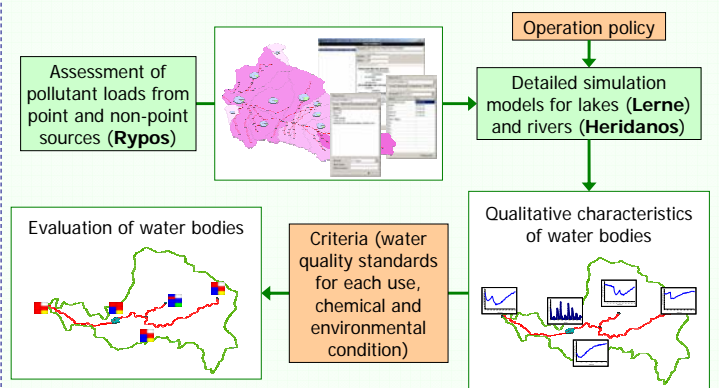 Operation policy
Assessment of
pollutant loads from
point and non-point
sources (Rypos)
Detailed simulation
models for lakes (Lerne)
and rivers (Heridanos)
Qualitative characteristics
of water bodies
Criteria (water
quality standards
for each use,
chemical and
environmental
condition)
Evaluation of water bodies